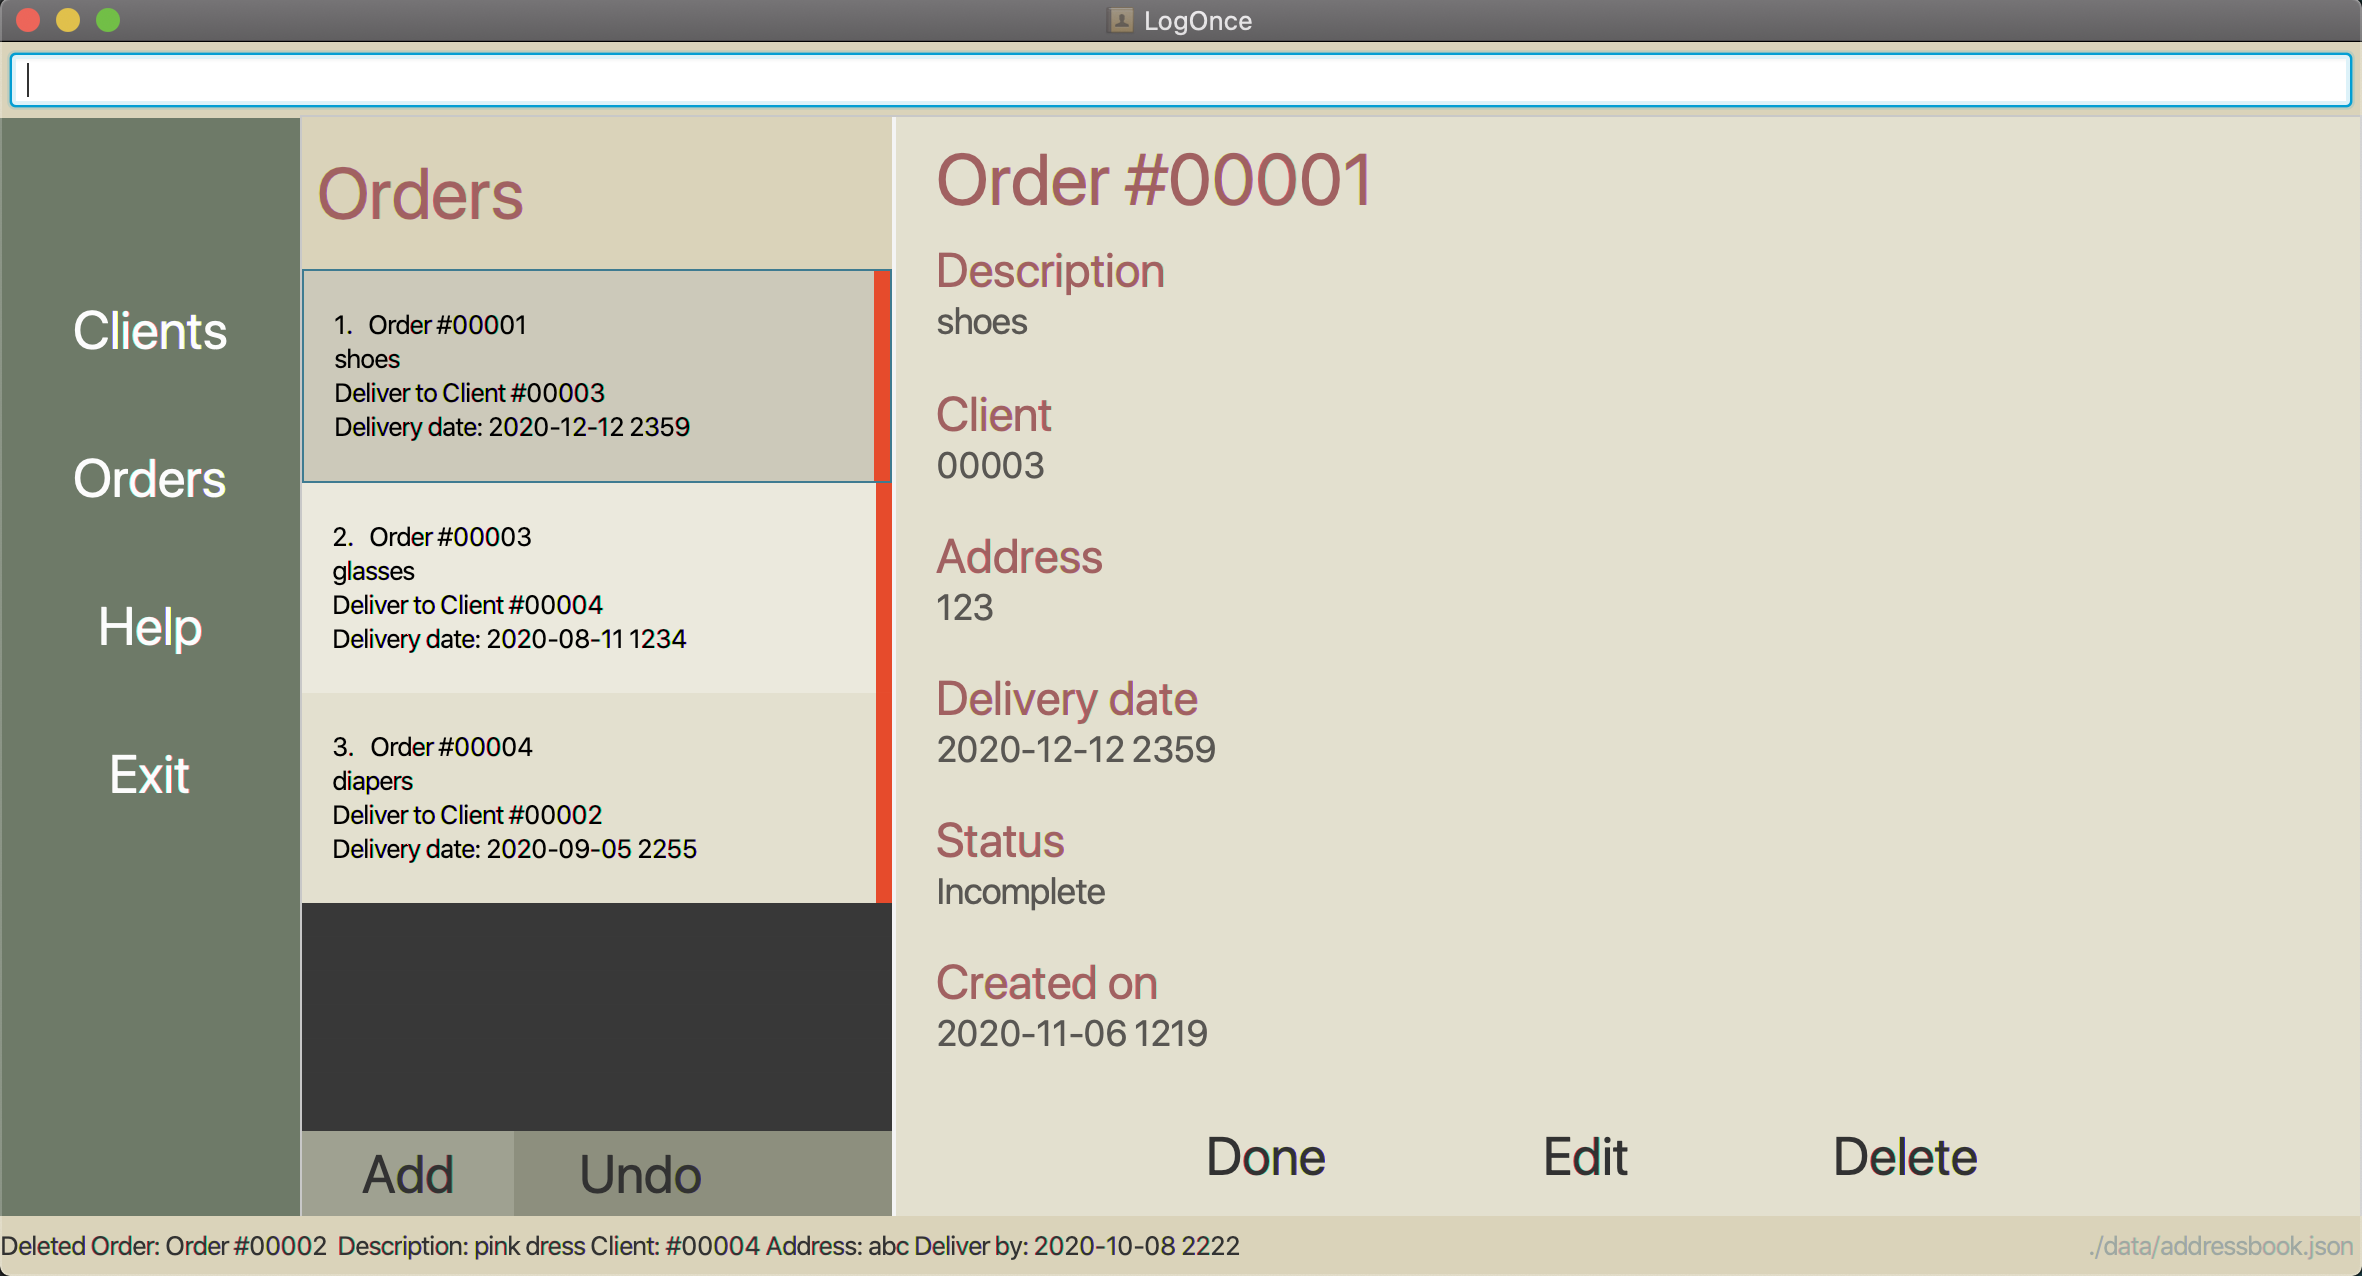 LogOnce
Clients
Orders
Help
Exit
Orders
1. Order #00001
shoes
Deliver to Client #00003
Delivery date: 2020-12-12 2359
2. Order #00003
glasses
Deliver to Client #00004
Delivery date: 2020-08-11 1234
3. Order #00004
diapers
Deliver to Client #00002
Delivery date: 2020-09-05 2255
Add
Undo
Order #00001
Description
shoes
Client
00003
Address
123
Delivery date
2020-12-12 2359
Status
Incomplete
Created on
2020-11-06 1219
Done
Edit
Delete
Deleted Order: Order #00002 Description: pink dress Client: #00004 Address: abc Deliver by: 2020-10-08 2222
./data/addressbook.json